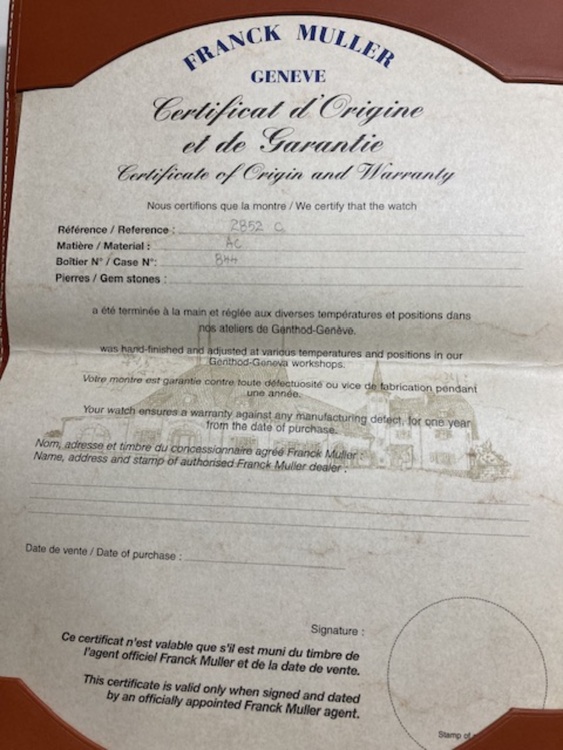 FRANCK MULLER
GENEVE
Certificat d'Origine
et de Garantie
Certificate of Origin and Warranty
Nous certifions que la montre / We certify that the watch
Référence / Reference : 2852 C
Matière / Material : AC
Boîtier N° / Case N°: 844
Pierres / Gem stones :
a été terminée à la main et réglée aux diverses températures et positions dans
nos ateliers de Genthod-Genève.
was hand-finished and adjusted at various temperatures and positions in our
Genthod-Geneva workshops.
Votre montre est garantie contre toute défectuosité ou vice de fabrication pendant
une année.
Your watch ensures a warranty against any manufacturing defect, for one year
from the date of purchase.
Nom, adresse et timbre du concessionnaire agréé Franck Muller :
Name, address and stamp of authorised Franck Muller dealer :
Date de vente / Date of purchase :
Signature :
Ce certificat n'est valable que s'il est muni du timbre de
l'agent officiel Franck Muller et de la date de vente.
This certificate is valid only when signed and dated
by an officially appointed Franck Muller agent.
Stamp of